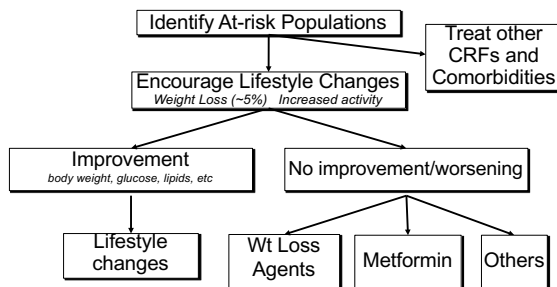 Identify At-risk Populations
Treat other
CRFs and
Comorbidities
Encourage Lifestyle Changes
Weight Loss (~5%) Increased activity
Improvement
body weight, glucose, lipids, etc
No improvement/worsening
Lifestyle
changes
Wt Loss
Agents
Metformin
Others